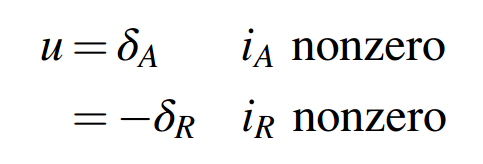 u = δ_A i_A nonzero
= −δ_R i_R nonzero